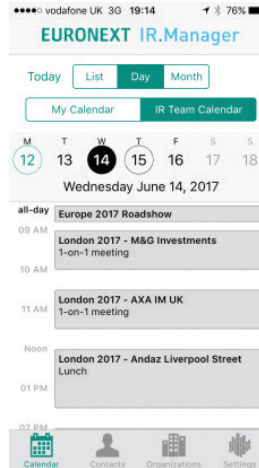 vodafone UK 3G 19:14 76%
EURONEXT IR.Manager
Today List Day Month
My Calendar IR Team Calendar
M T W T F S S
12 13 14 15 16 17 18
Wednesday June 14, 2017
all-day Europe 2017 Roadshow
09 AM
London 2017 - M&G Investments
1-on-1 meeting
10 AM
London 2017 - AXA IM UK
11 AM 1-on-1 meeting
Noon
London 2017 - Andaz Liverpool Street
Lunch
01 PM
02 PM
Calendar Contacts Organizations Settings